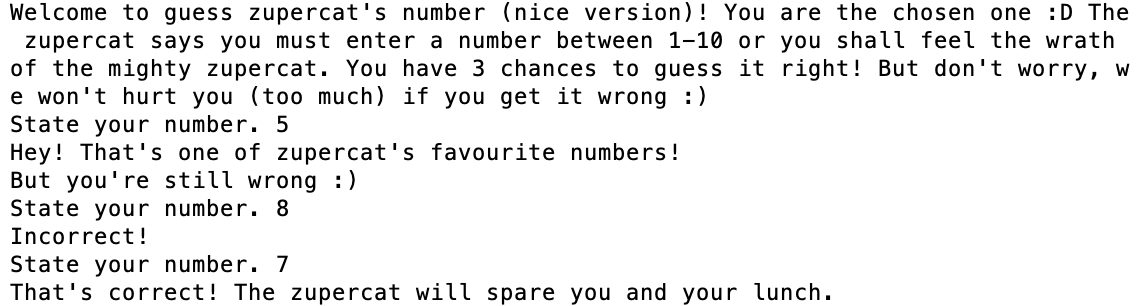 Welcome to guess zupercat's number (nice version)! You are the chosen one :D The
 zupercat says you must enter a number between 1-10 or you shall feel the wrath
of the mighty zupercat. You have 3 chances to guess it right! But don't worry, w
e won't hurt you (too much) if you get it wrong :)
State your number. 5
Hey! That's one of zupercat's favourite numbers!
But you're still wrong :)
State your number. 8
Incorrect!
State your number. 7
That's correct! The zupercat will spare you and your lunch.